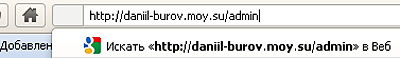 http://daniil-burov.moy.su/admin
Добавлен
Искать «http://daniil-burov.moy.su/admin» в Веб